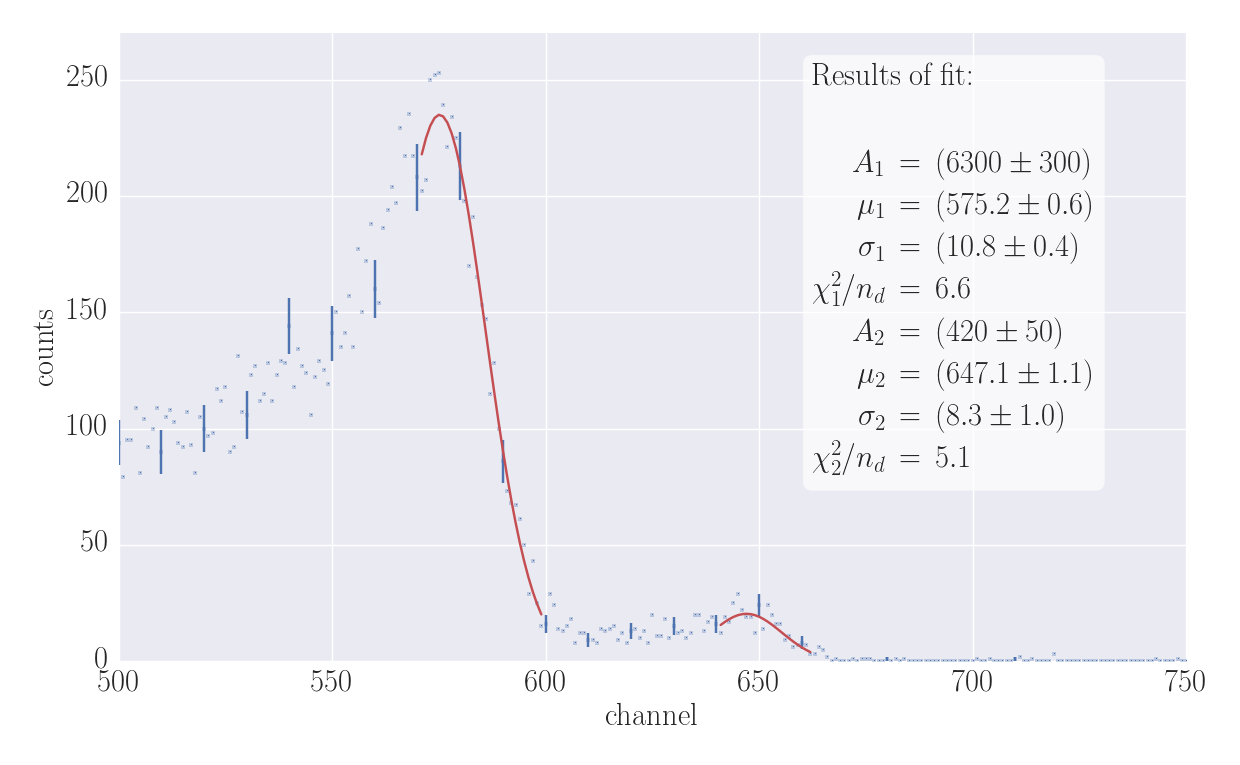 250
200
150
100
50
0
counts
500 550 600 650 700 750
channel
Results of fit:
A₁ = (6300 ± 300)
μ₁ = (575.2 ± 0.6)
σ₁ = (10.8 ± 0.4)
χ₁²/n_d = 6.6
A₂ = (420 ± 50)
μ₂ = (647.1 ± 1.1)
σ₂ = (8.3 ± 1.0)
χ₂²/n_d = 5.1